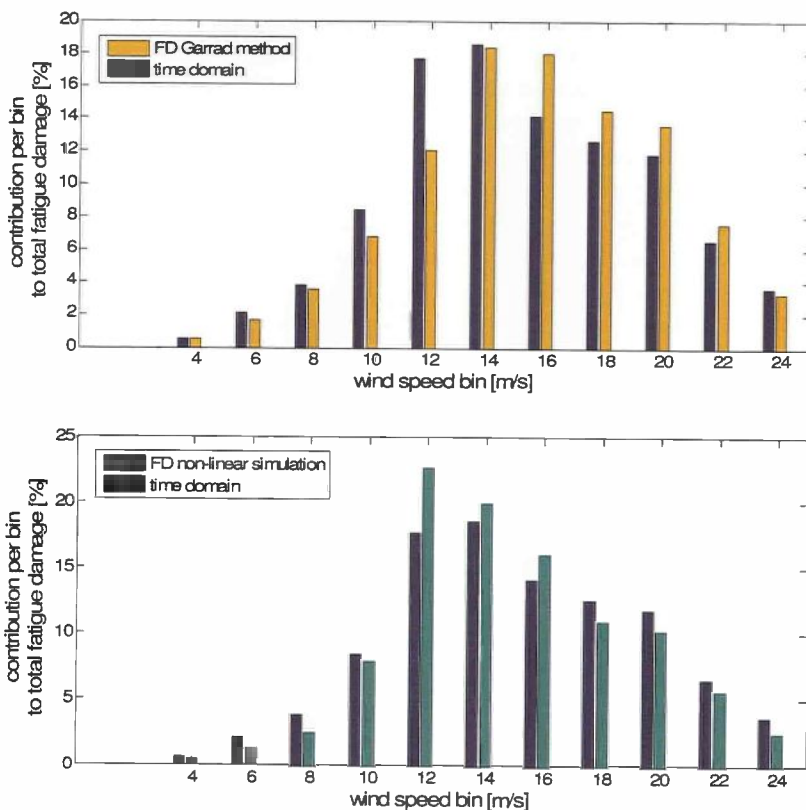 20
18
16
14
12
10
8
6
4
2
0
contribution per bin
to total fatigue damage [%]
FD Garrad method
time domain
4 6 8 10 12 14 16 18 20 22 24
wind speed bin [m/s]
25
20
15
10
5
0
contribution per bin
to total fatigue damage [%]
FD non-linear simulation
time domain
4 6 8 10 12 14 16 18 20 22 24
wind speed bin [m/s]